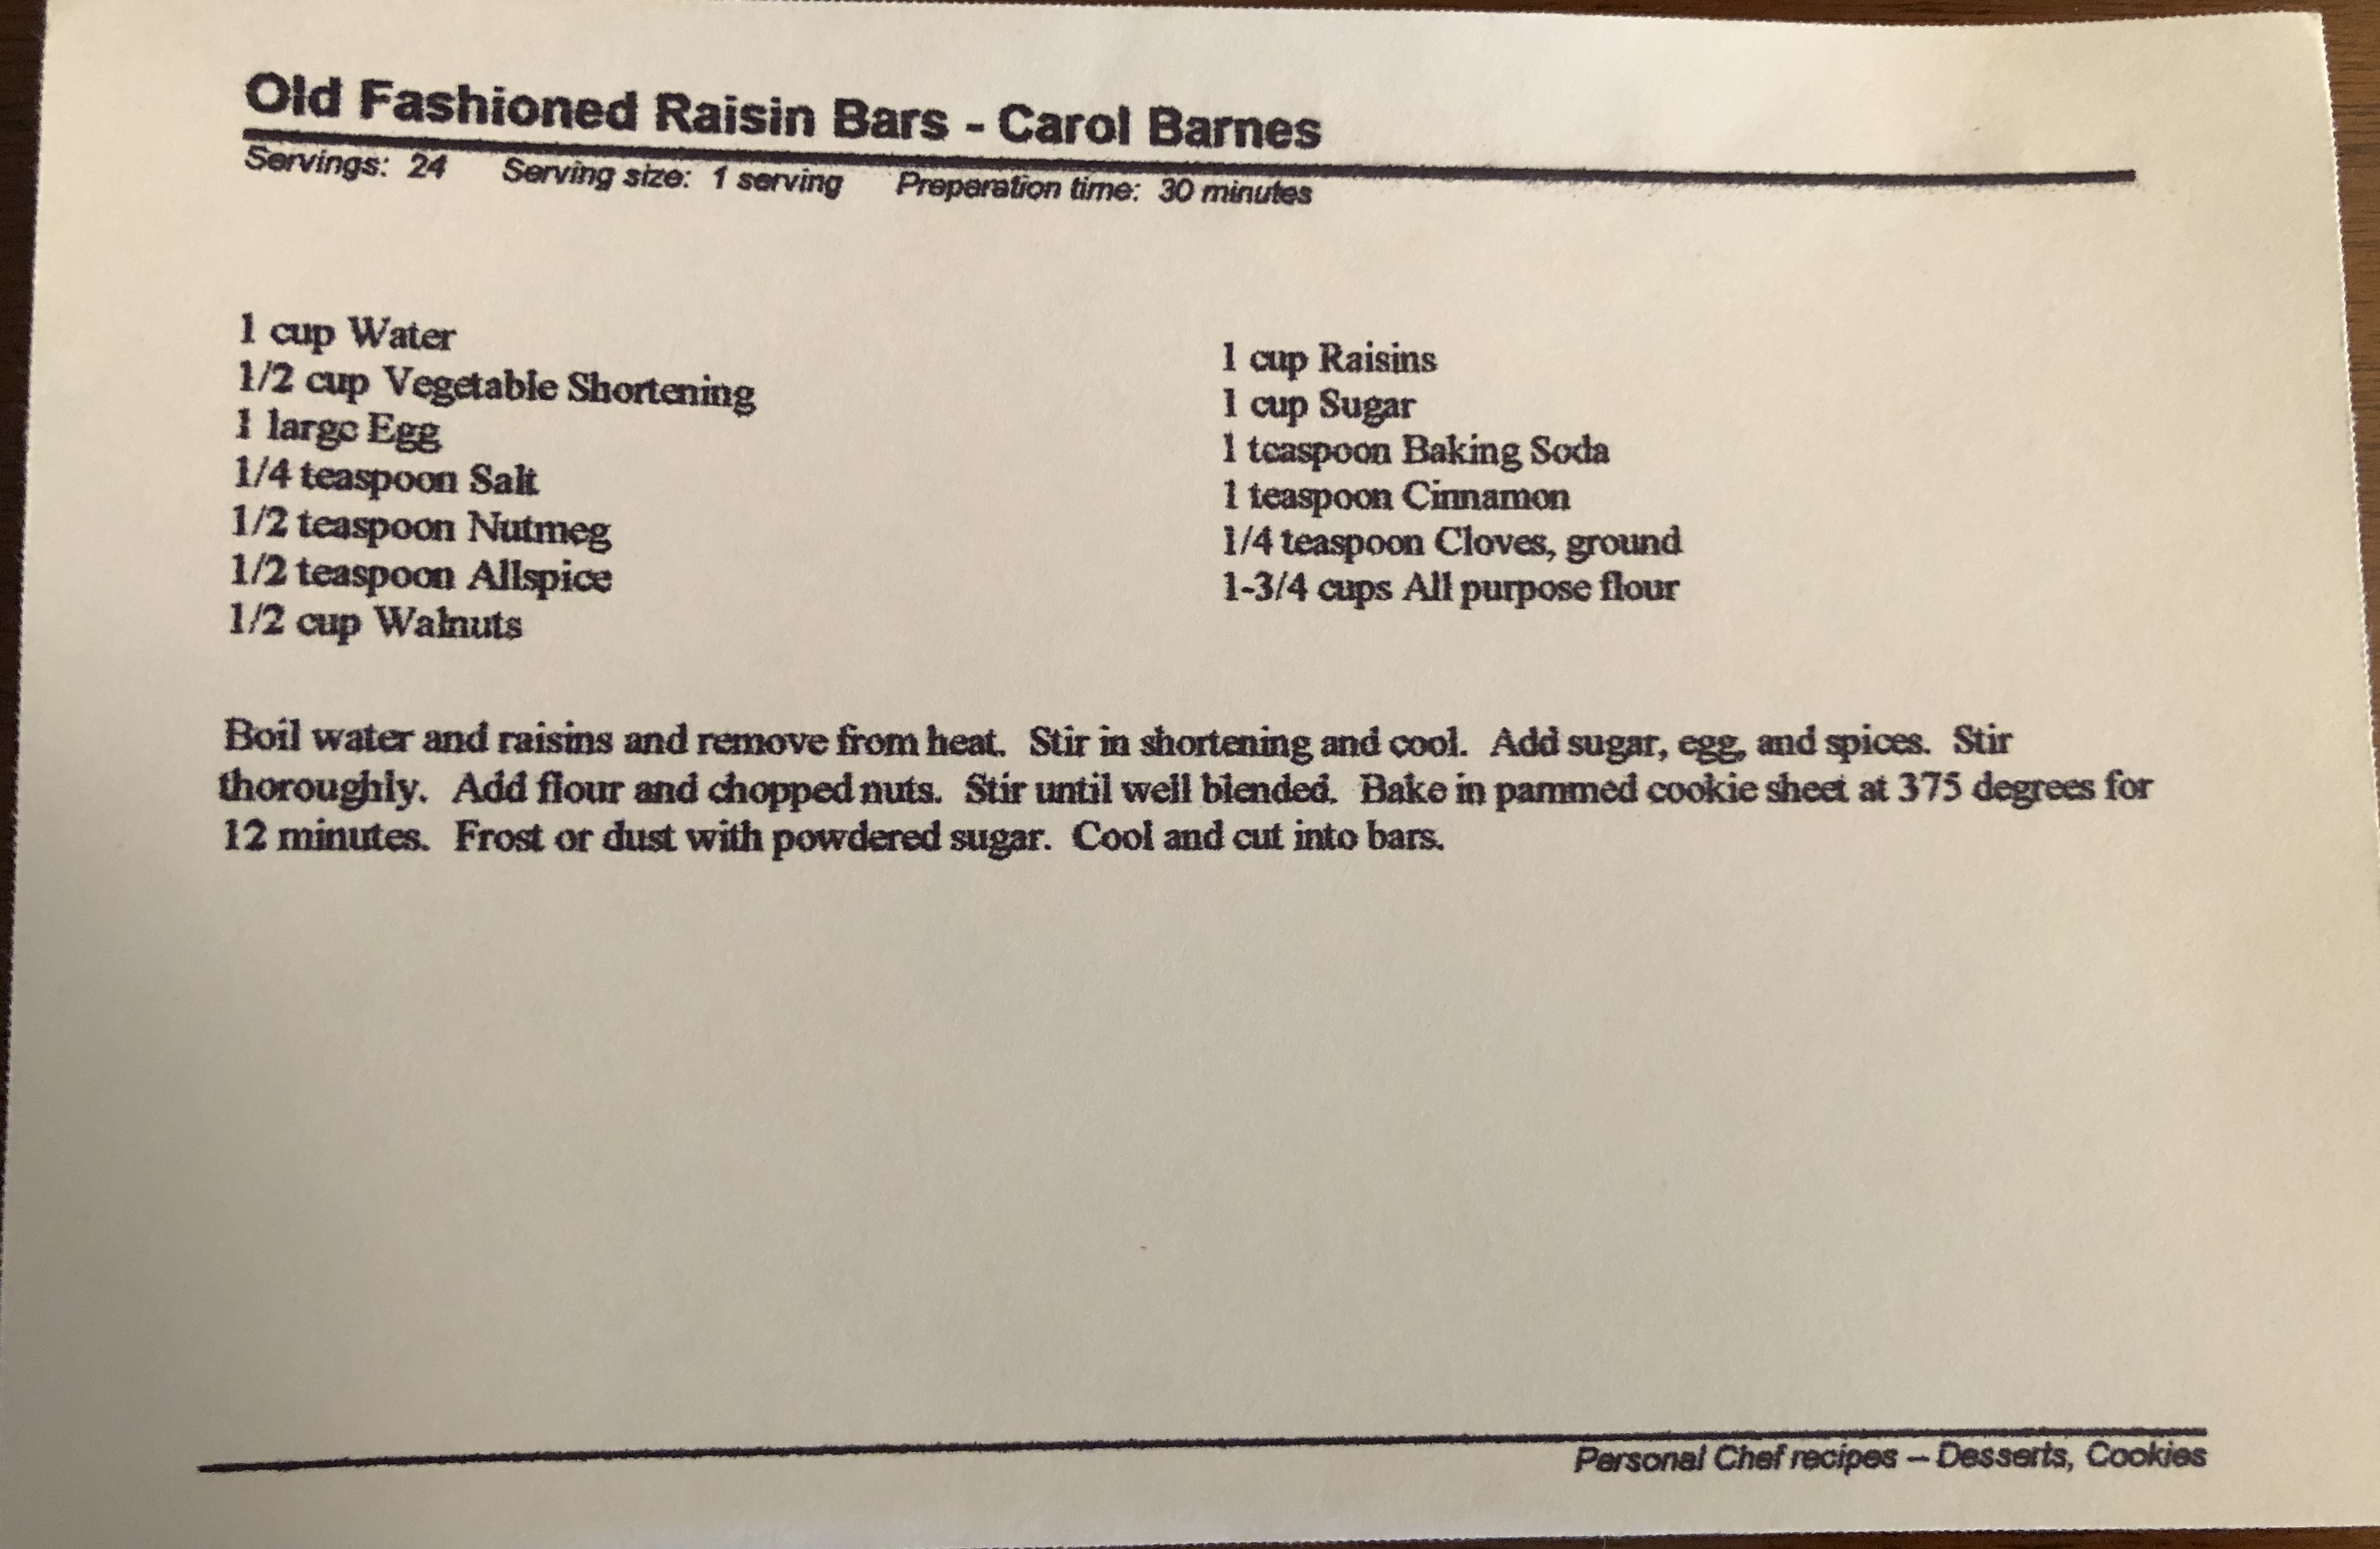 Old Fashioned Raisin Bars - Carol Barnes
Servings: 24 Serving size: 1 serving Preparation time: 30 minutes
1 cup Water
1/2 cup Vegetable Shortening
1 large Egg
1/4 teaspoon Salt
1/2 teaspoon Nutmeg
1/2 teaspoon Allspice
1/2 cup Walnuts
1 cup Raisins
1 cup Sugar
1 teaspoon Baking Soda
1 teaspoon Cinnamon
1/4 teaspoon Cloves, ground
1-3/4 cups All purpose flour
Boil water and raisins and remove from heat. Stir in shortening and cool. Add sugar, egg, and spices. Stir
thoroughly. Add flour and chopped nuts. Stir until well blended. Bake in pammed cookie sheet at 375 degrees for
12 minutes. Frost or dust with powdered sugar. Cool and cut into bars.
Personal Chef recipes – Desserts, Cookies